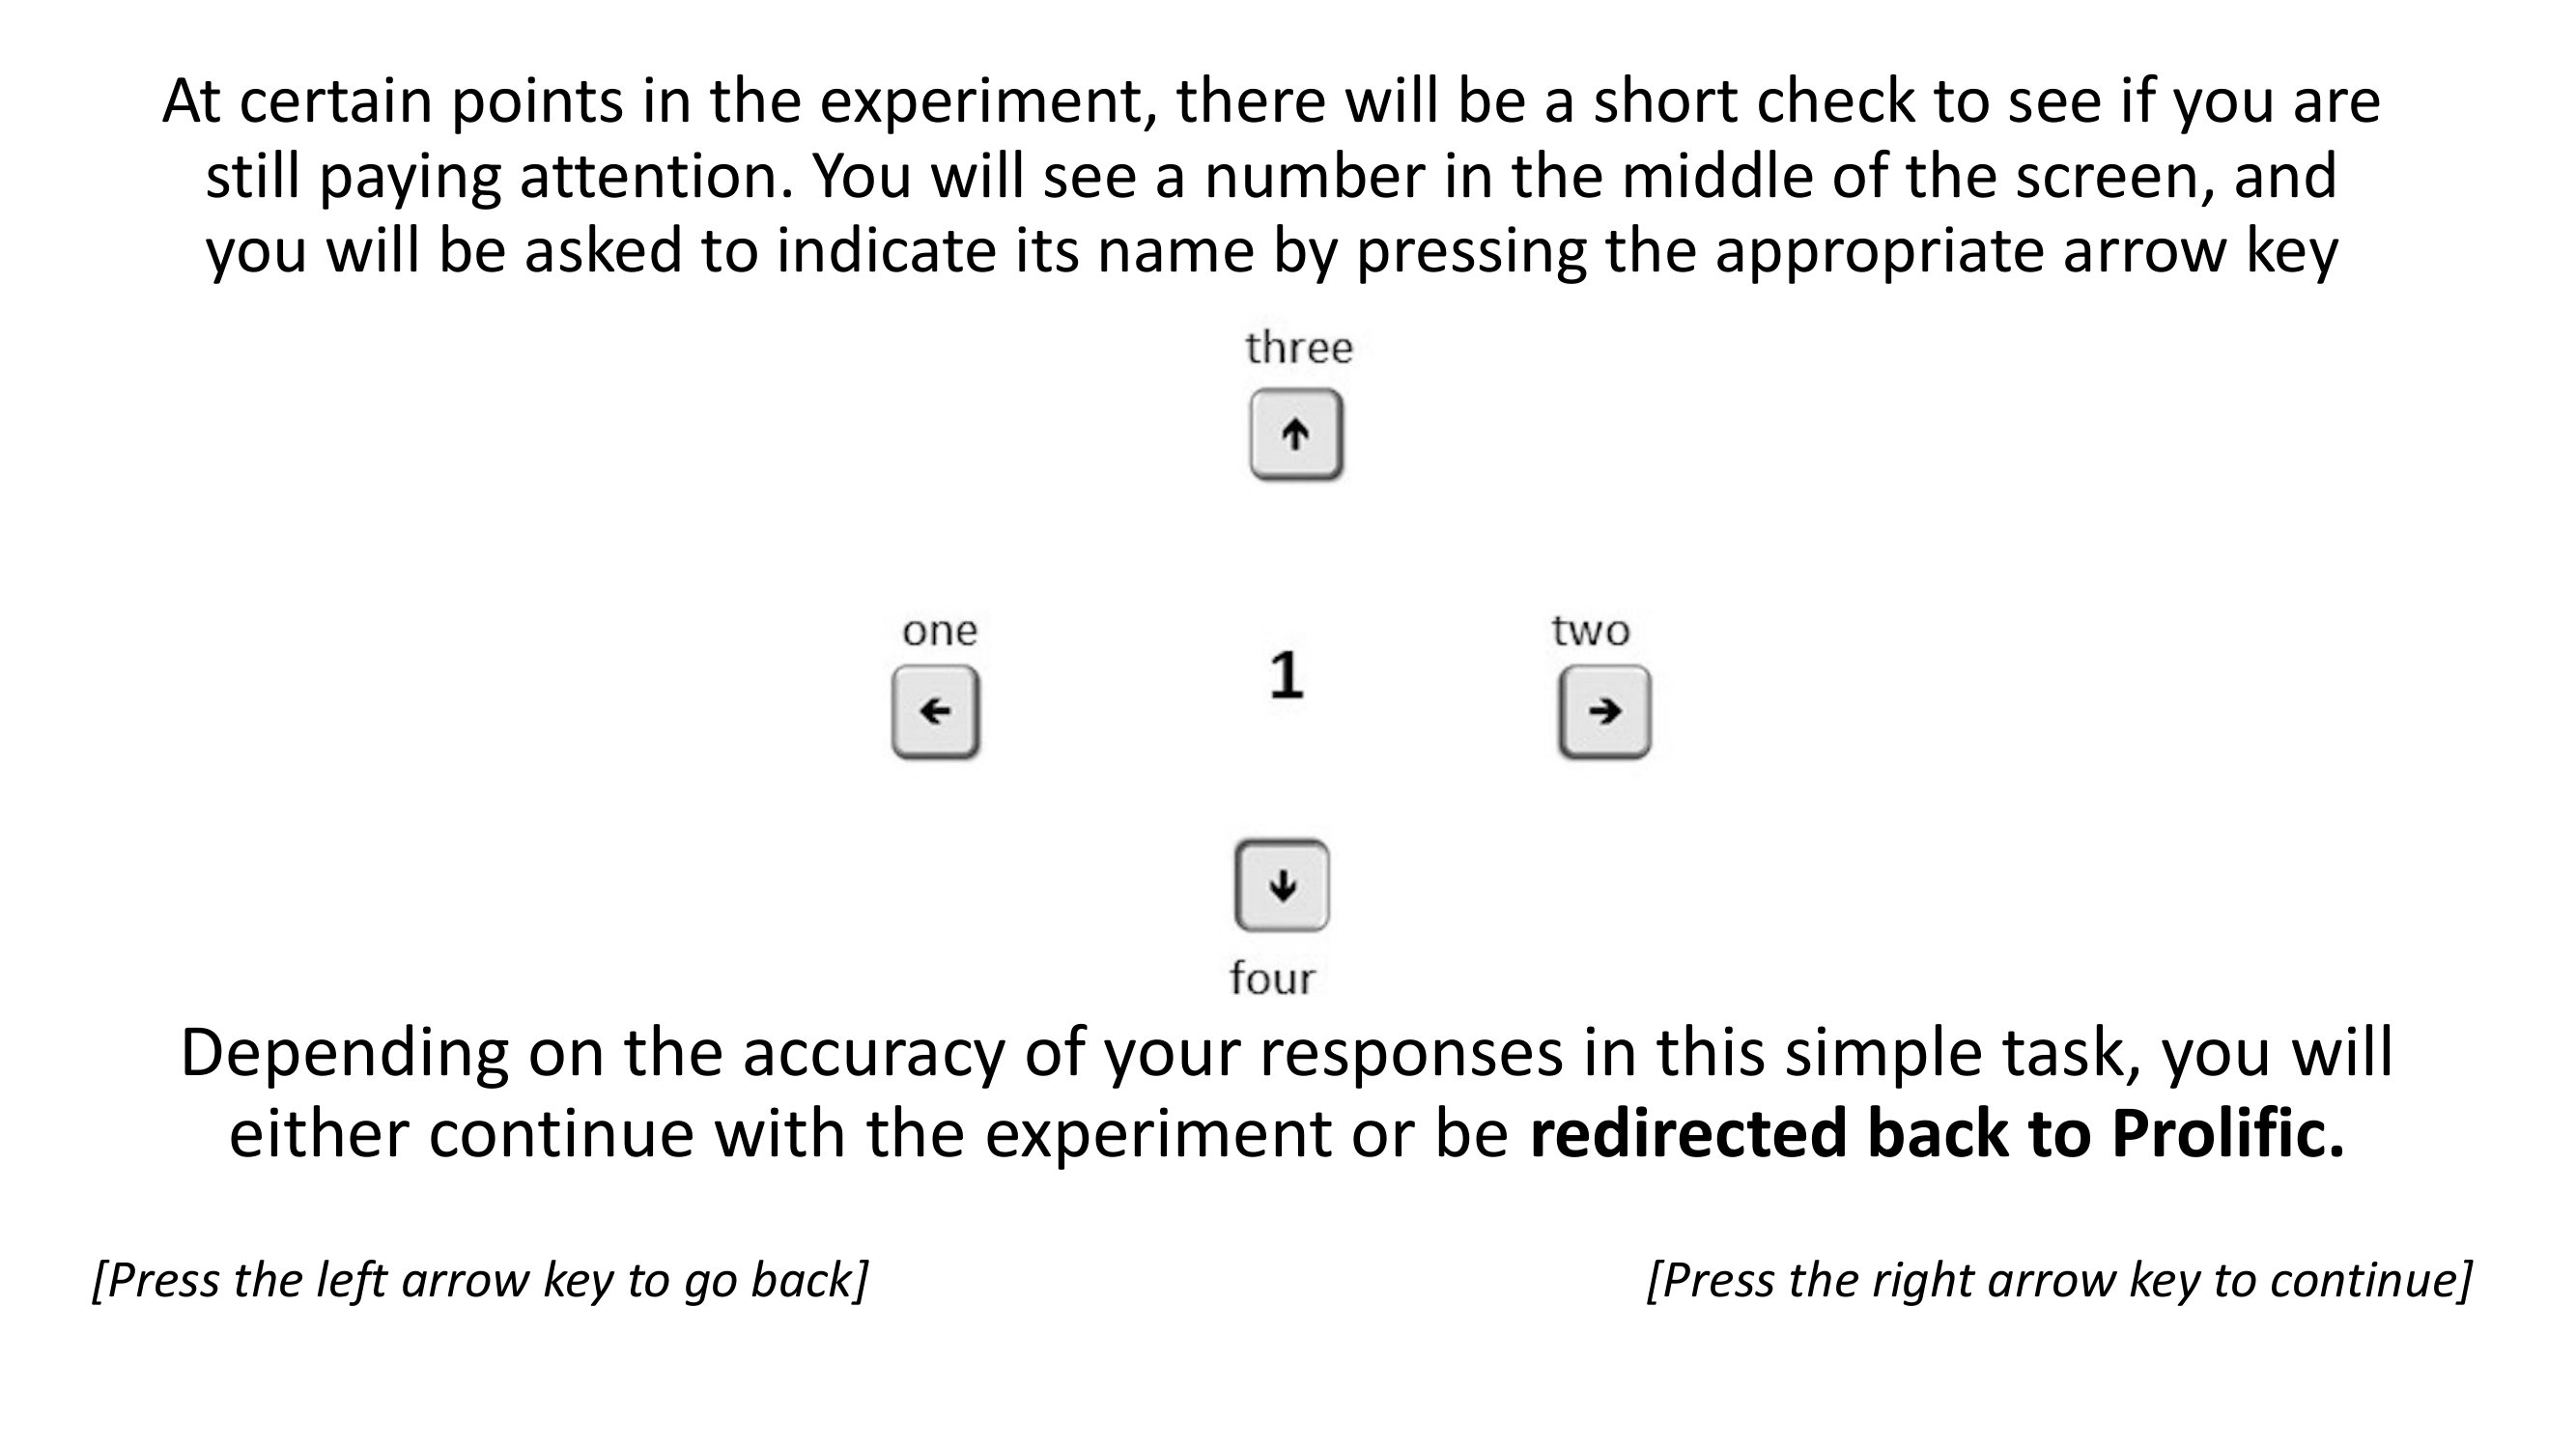 At certain points in the experiment, there will be a short check to see if you are
still paying attention. You will see a number in the middle of the screen, and
you will be asked to indicate its name by pressing the appropriate arrow key
three
↑
one
two
1
←
→
↓
four
Depending on the accuracy of your responses in this simple task, you will
either continue with the experiment or be redirected back to Prolific.
[Press the left arrow key to go back]
[Press the right arrow key to continue]